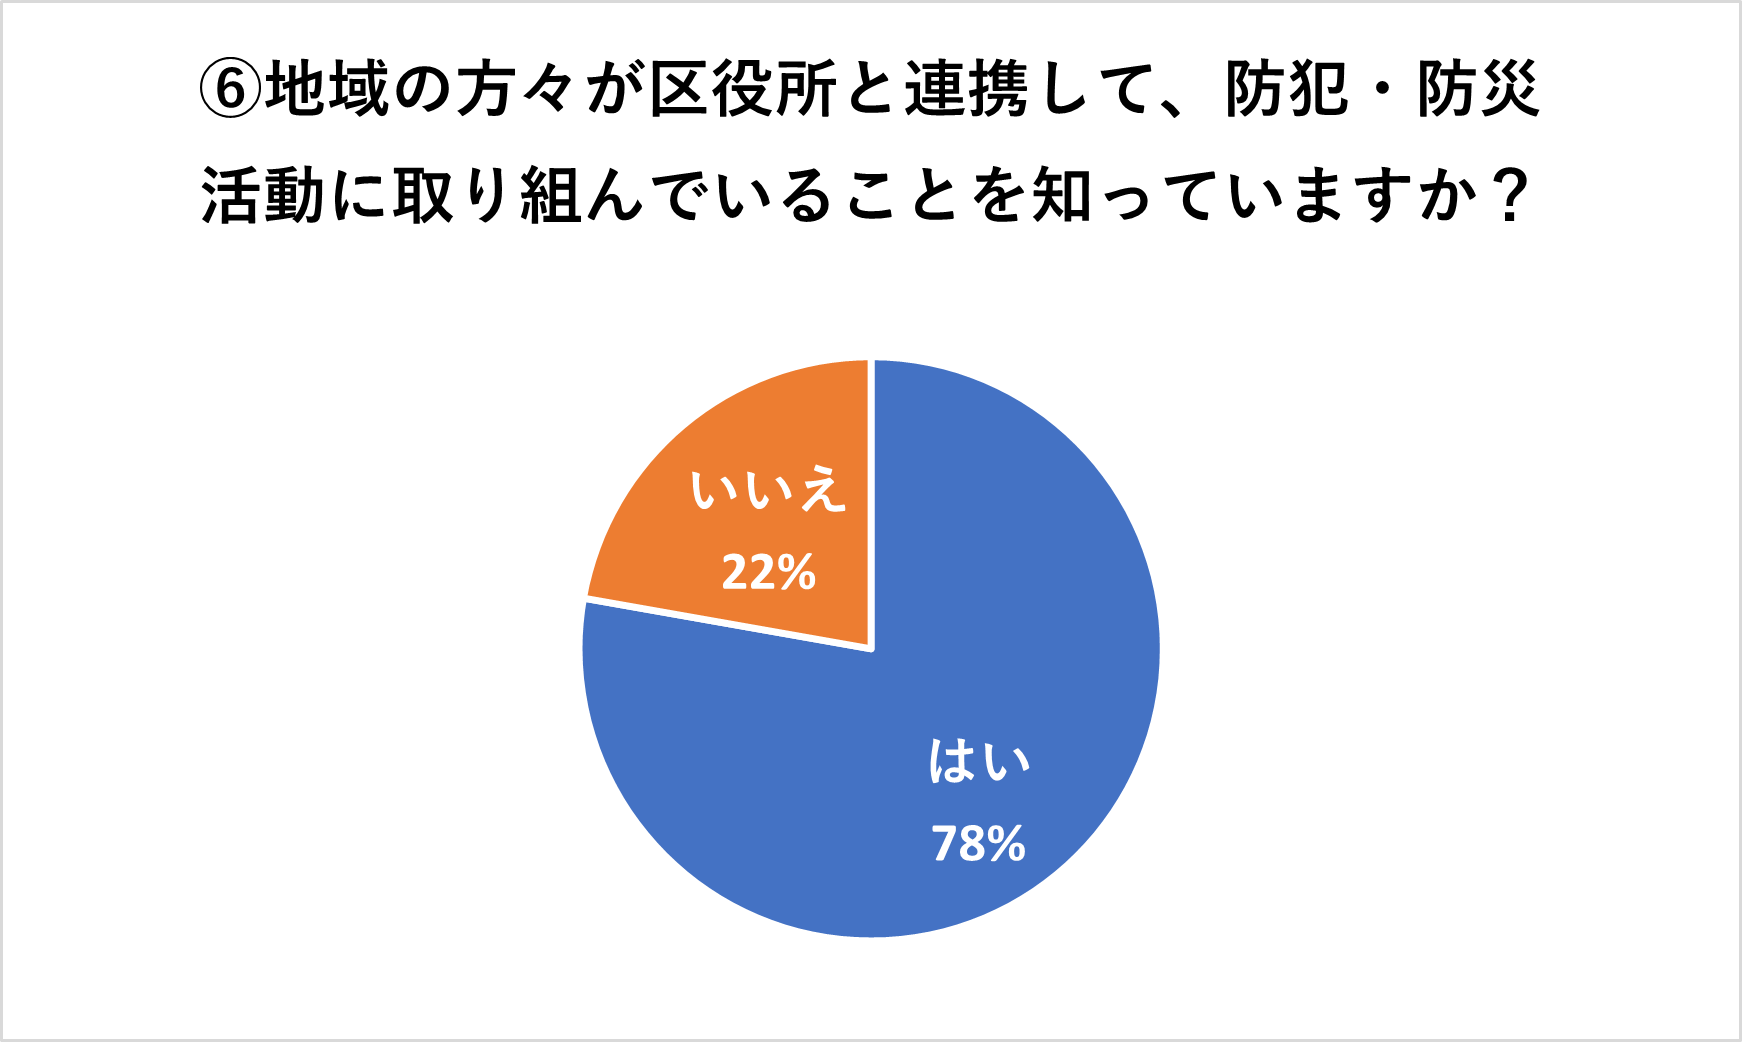 ⑥地域の方々が区役所と連携して、防犯・防災
活動に取り組んでいることを知っていますか？
いいえ
22%
はい
78%